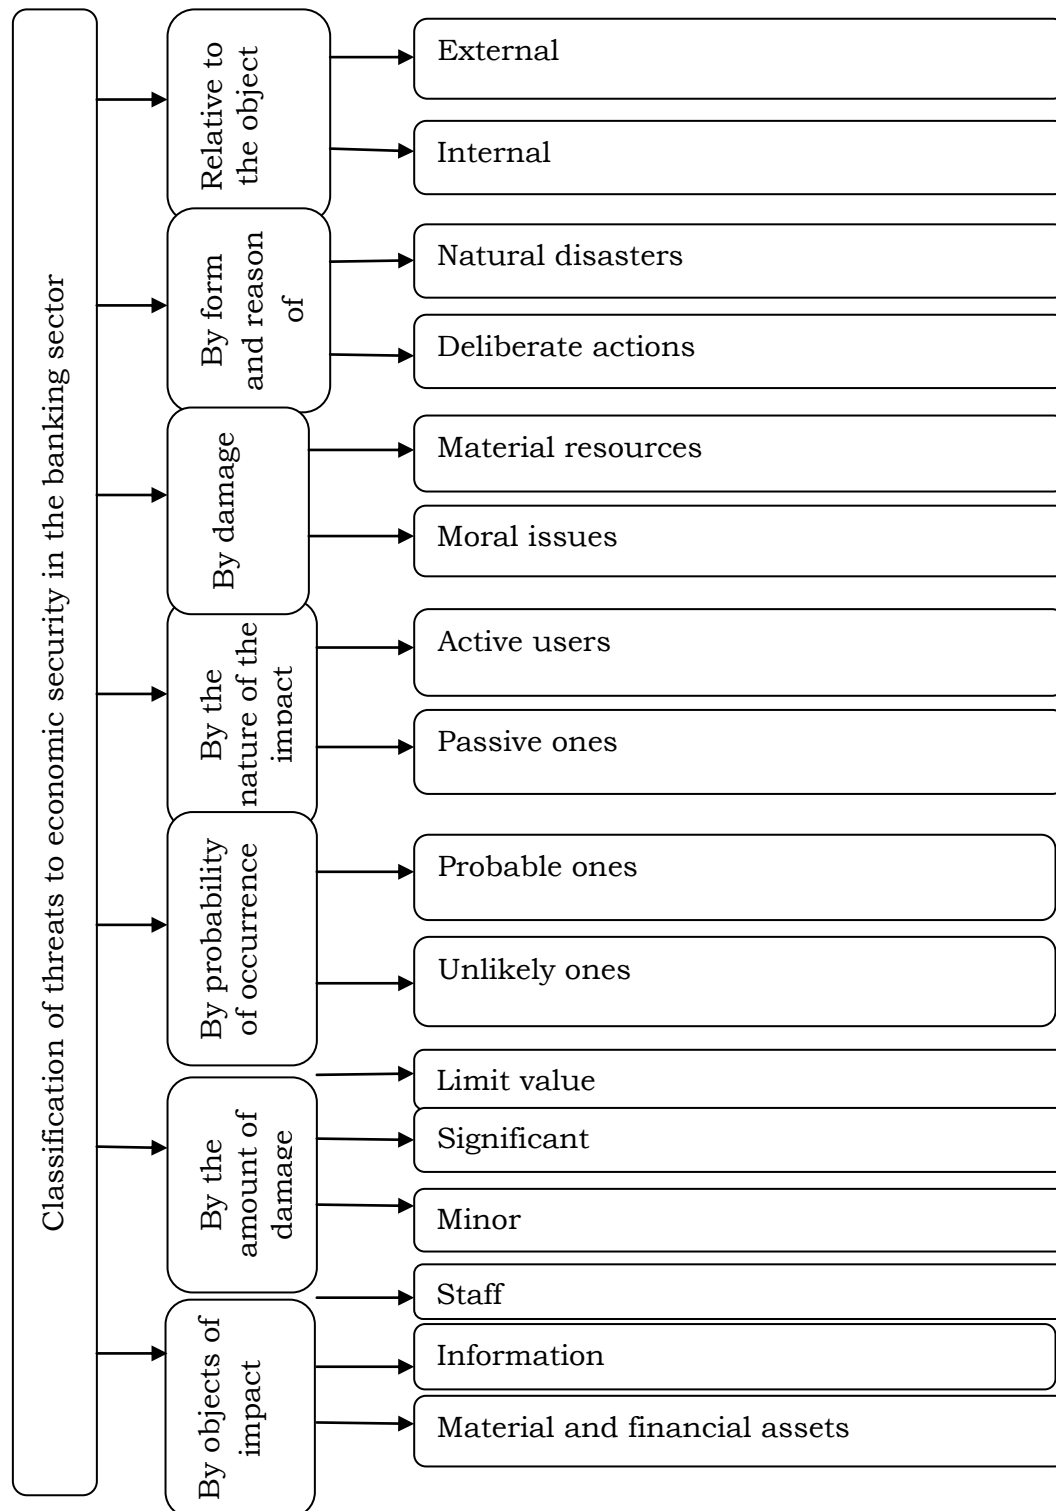 Classification of threats to economic security in the banking sector
Relative to
the object
External
Internal
By form
and reason
of
Natural disasters
Deliberate actions
By damage
Material resources
Moral issues
By the
nature of the
impact
Active users
Passive ones
By probability
of occurrence
Probable ones
Unlikely ones
By the
amount of
damage
Limit value
Significant
Minor
By objects of
impact
Staff
Information
Material and financial assets